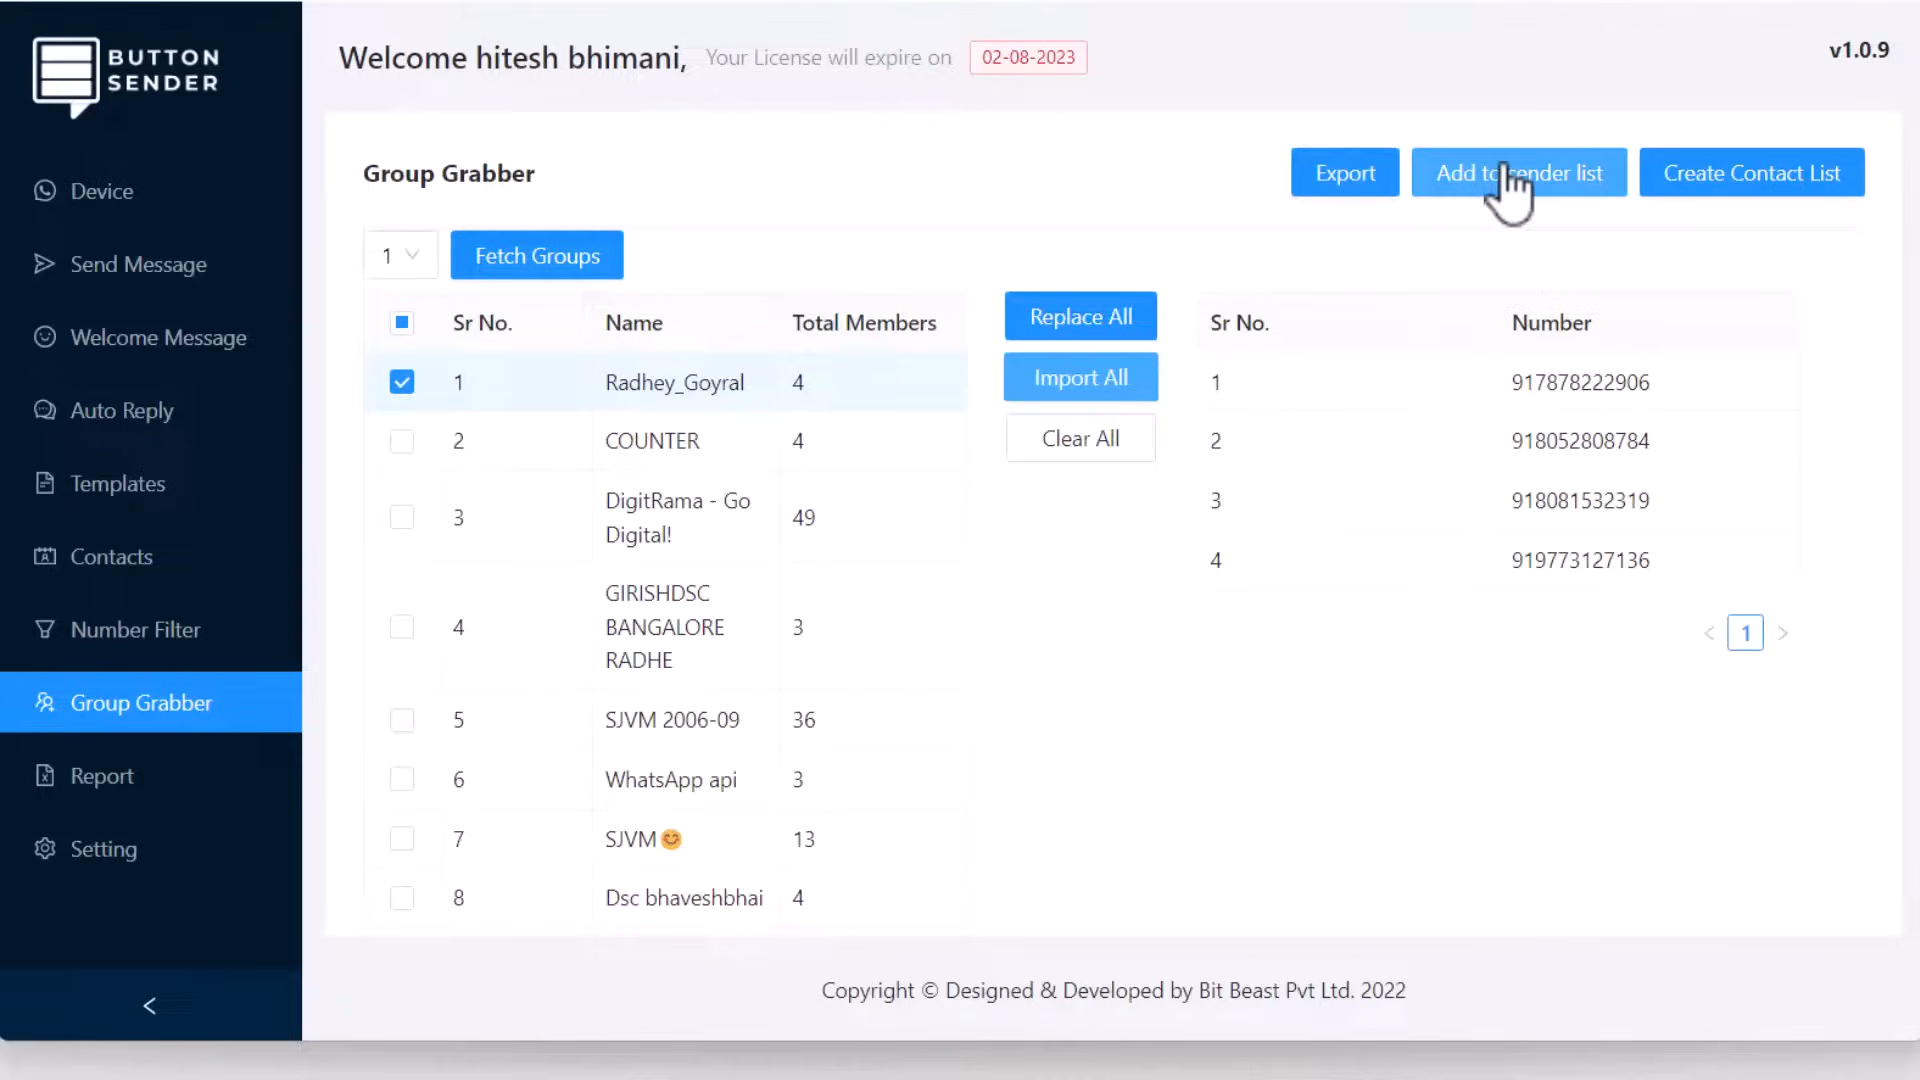 BUTTON
SENDER
Welcome hitesh bhimani, Your License will expire on 02-08-2023
v1.0.9
Device
Send Message
Welcome Message
Auto Reply
Templates
Contacts
Number Filter
Group Grabber
Report
Setting
Group Grabber
Export
Add to sender list
Create Contact List
1
Fetch Groups
Sr No. Name Total Members
1 Radhey_Goyral 4
2 COUNTER 4
3 DigitRama - Go Digital! 49
4 GIRISHDSC BANGALORE RADHE 3
5 SJVM 2006-09 36
6 WhatsApp api 3
7 SJVM😊 13
8 Dsc bhaveshbhai 4
Replace All
Import All
Clear All
Sr No. Number
1 917878222906
2 918052808784
3 918081532319
4 919773127136
< 1 >
Copyright © Designed & Developed by Bit Beast Pvt Ltd. 2022